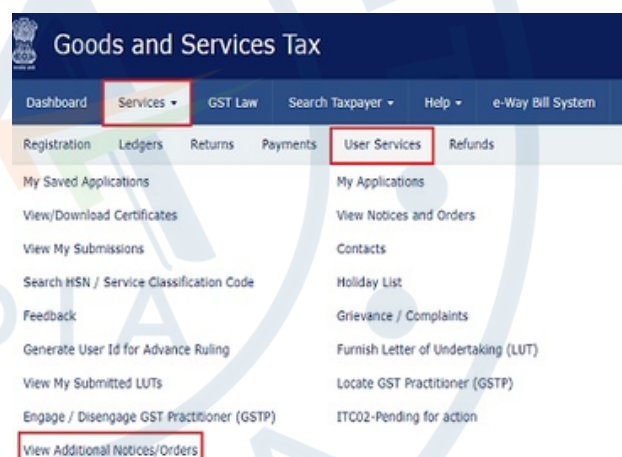 Goods and Services Tax
Dashboard Services GST Law Search Taxpayer Help e-Way Bill System
Registration Ledgers Returns Payments User Services Refunds
My Saved Applications My Applications
View/Download Certificates View Notices and Orders
View My Submissions Contacts
Search HSN / Service Classification Code Holiday List
Feedback Grievance / Complaints
Generate User Id for Advance Ruling Furnish Letter of Undertaking (LUT)
View My Submitted LUTs Locate GST Practitioner (GSTP)
Engage / Disengage GST Practitioner (GSTP) ITC02-Pending for action
View Additional Notices/Orders